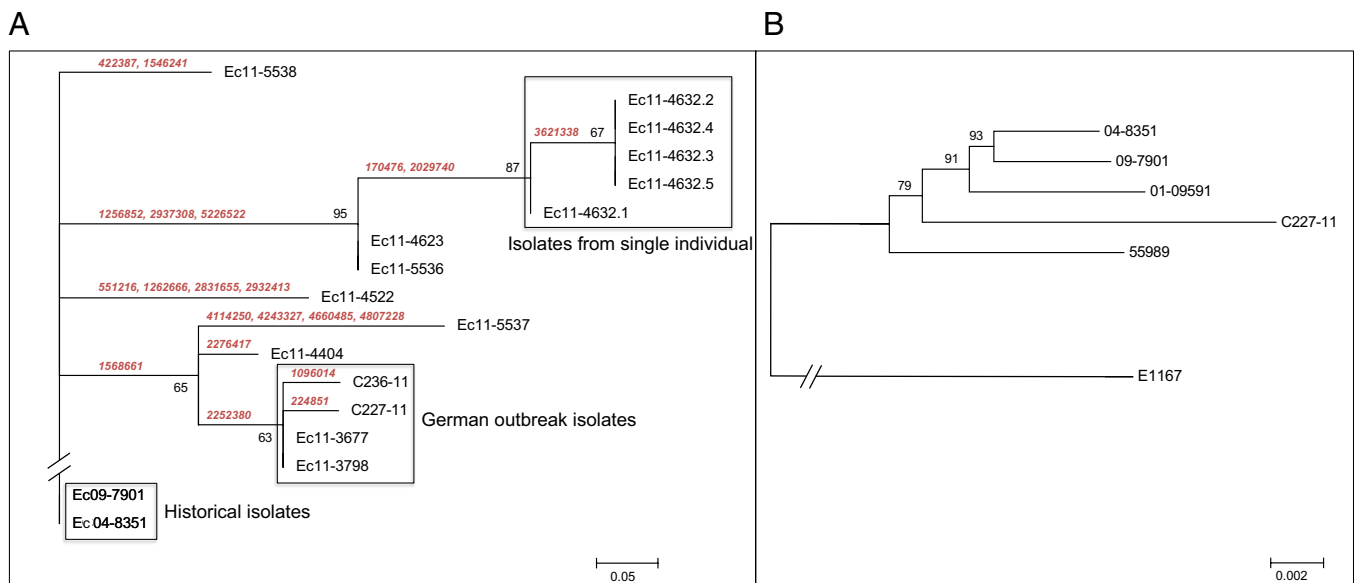 A
422387, 1546241
Ec11-5538
Ec11-4632.2
3621338
67
Ec11-4632.4
Ec11-4632.3
170476, 2029740
87
Ec11-4632.5
1256852, 2937308, 5226522
95
Ec11-4632.1
Ec11-4623
Isolates from single individual
Ec11-5536
551216, 1262666, 2831655, 2932413
Ec11-4522
4114250, 4243327, 4660485, 4807228
Ec11-5537
2276417
Ec11-4404
1568661
65
1096014
C236-11
224851
C227-11
German outbreak isolates
2252380
63
Ec11-3677
Ec11-3798
Ec09-7901
Ec 04-8351
Historical isolates
0.05
B
93
04-8351
91
09-7901
79
01-09591
C227-11
55989
E1167
0.002